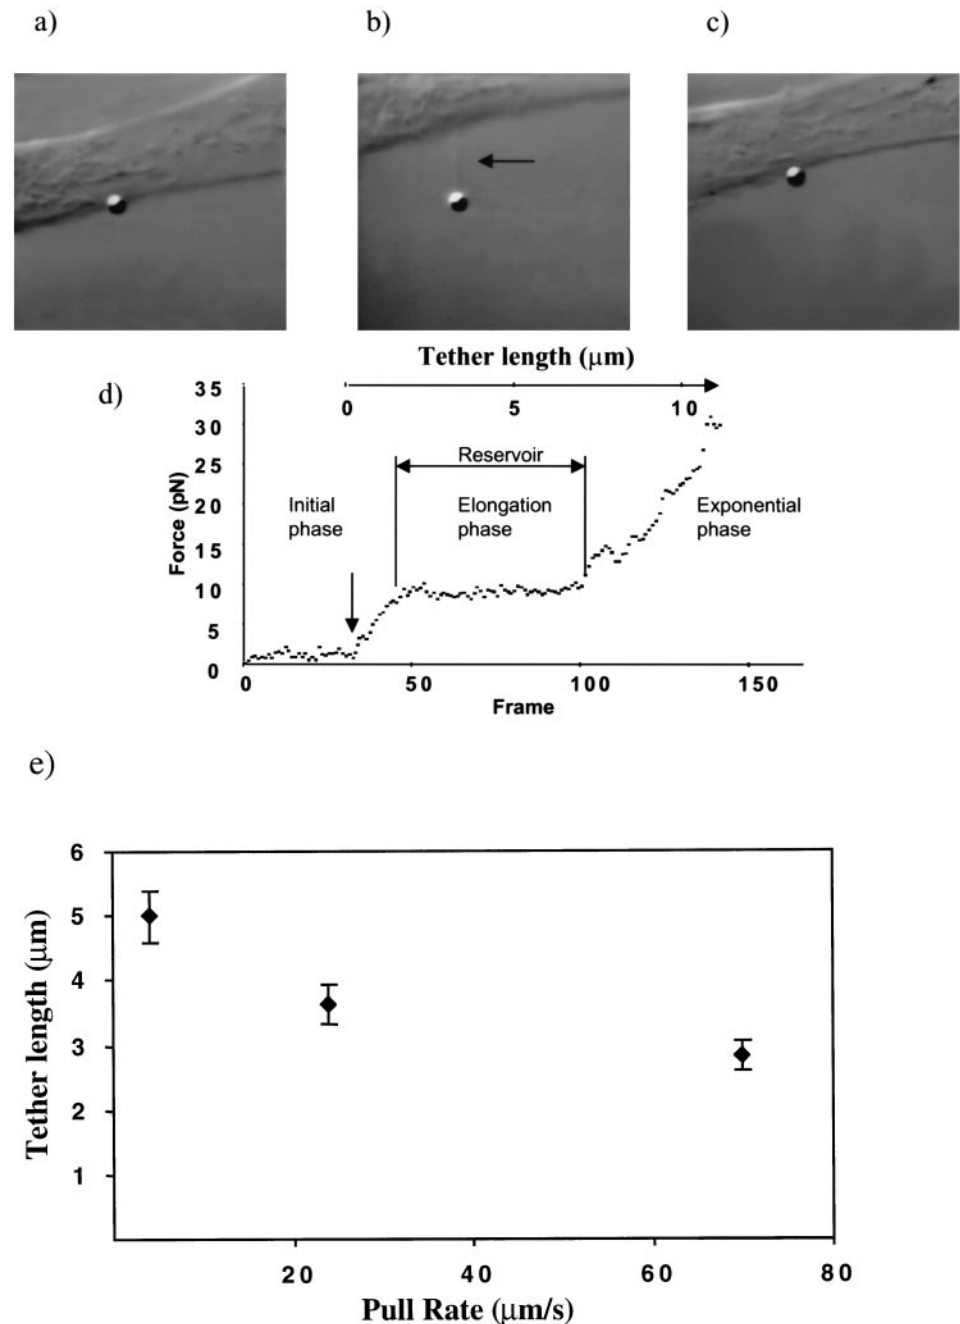 a)
b)
c)
Tether length (μm)
d)
0 5 10
35
30
25
20
15
10
5
0
Force (pN)
Reservoir
Initial
phase
Elongation
phase
Exponential
phase
0 50 100 150
Frame
e)
6
5
4
3
2
1
Tether length (μm)
20 40 60 80
Pull Rate (μm/s)